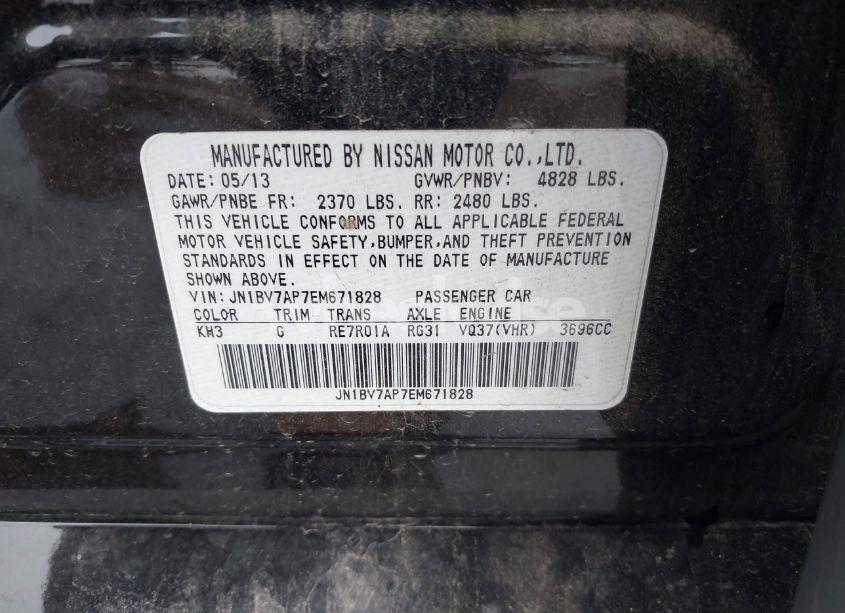 MANUFACTURED BY NISSAN MOTOR CO.,LTD.
DATE: 05/13 GVWR/PNBV: 4828 LBS.
GAWR/PNBE FR: 2370 LBS. RR: 2480 LBS.
THIS VEHICLE CONFORMS TO ALL APPLICABLE FEDERAL
MOTOR VEHICLE SAFETY,BUMPER,AND THEFT PREVENTION
STANDARDS IN EFFECT ON THE DATE OF MANUFACTURE
SHOWN ABOVE.
VIN: JN1BV7AP7EM671828 PASSENGER CAR
COLOR TRIM TRANS AXLE ENGINE
KH3 G RE7R01A RG31 VQ37(VHR) 3696CC
JN1BV7AP7EM671828